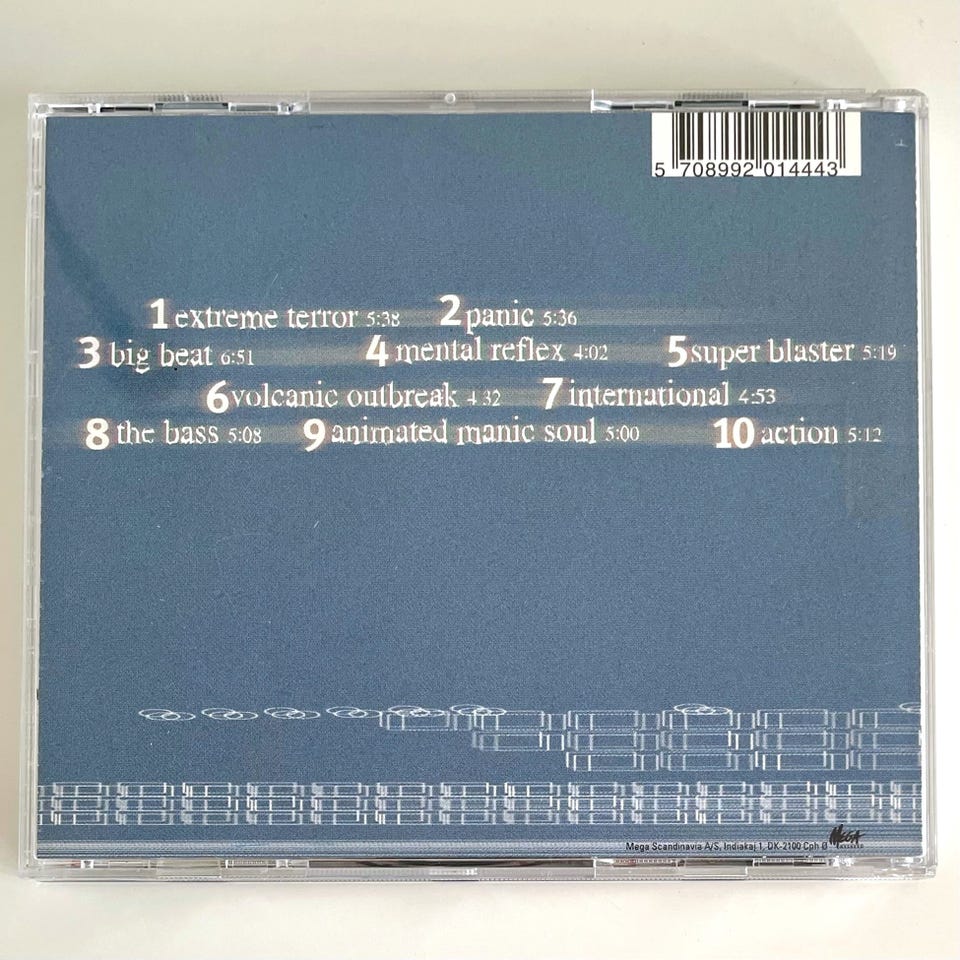 5 708992 014443
1 extreme terror 5:38 2 panic 5:36
3 big beat 6:51 4 mental reflex 4:02 5 super blaster 5:19
6 volcanic outbreak 4:32 7 international 4:53
8 the bass 5:08 9 animated manic soul 5:00 10 action 5:12
Mega Scandinavia A/S, Indiakaj 1, DK-2100 Cph Ø MEGA